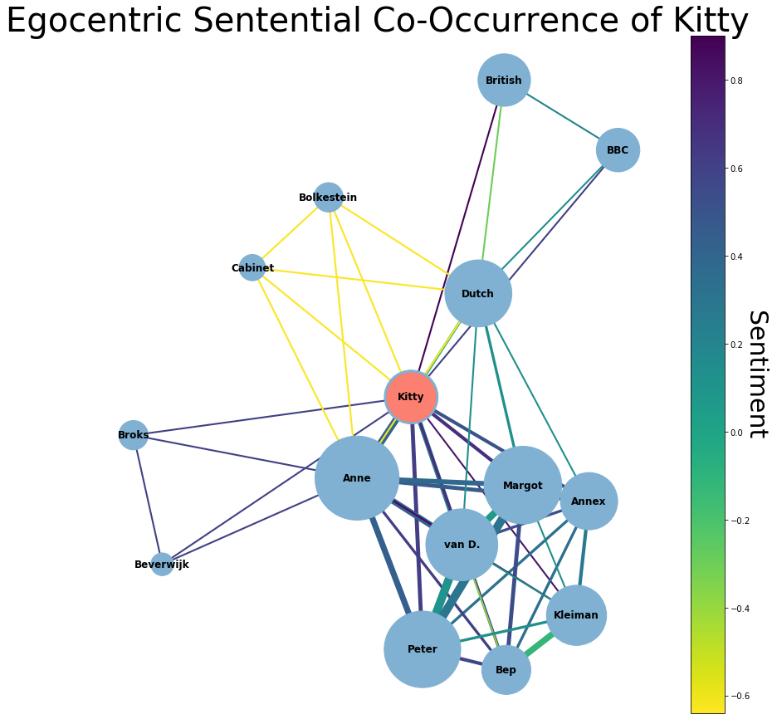 Egocentric Sentential Co-Occurrence of Kitty
British
BBC
Bolkestein
Cabinet
Dutch
Kitty
Broks
Anne
Margot
Annex
van D.
Beverwijk
Kleiman
Peter
Bep
0.8
0.6
0.4
0.2
0.0
−0.2
−0.4
−0.6
Sentiment